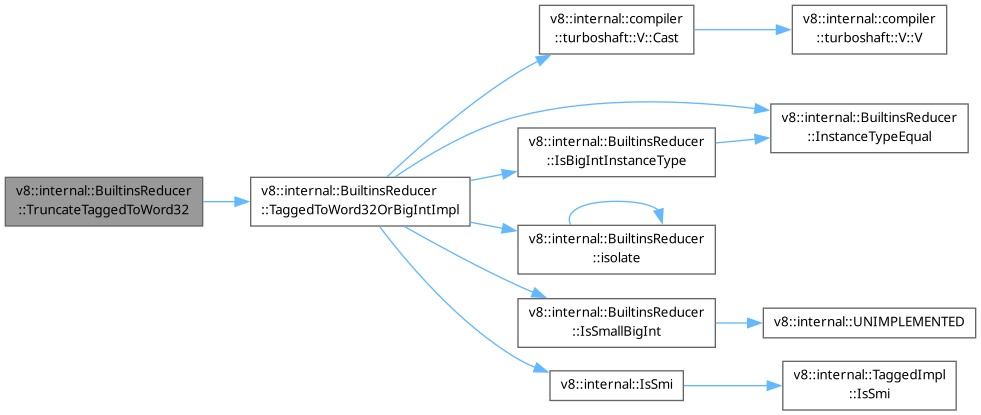 v8::internal::compiler
::turboshaft::V::Cast
v8::internal::compiler
::turboshaft::V::V
v8::internal::BuiltinsReducer
::InstanceTypeEqual
v8::internal::BuiltinsReducer
::IsBigIntInstanceType
v8::internal::BuiltinsReducer
::TruncateTaggedToWord32
v8::internal::BuiltinsReducer
::TaggedToWord32OrBigIntImpl
v8::internal::BuiltinsReducer
::isolate
v8::internal::BuiltinsReducer
::IsSmallBigInt
v8::internal::UNIMPLEMENTED
v8::internal::IsSmi
v8::internal::TaggedImpl
::IsSmi